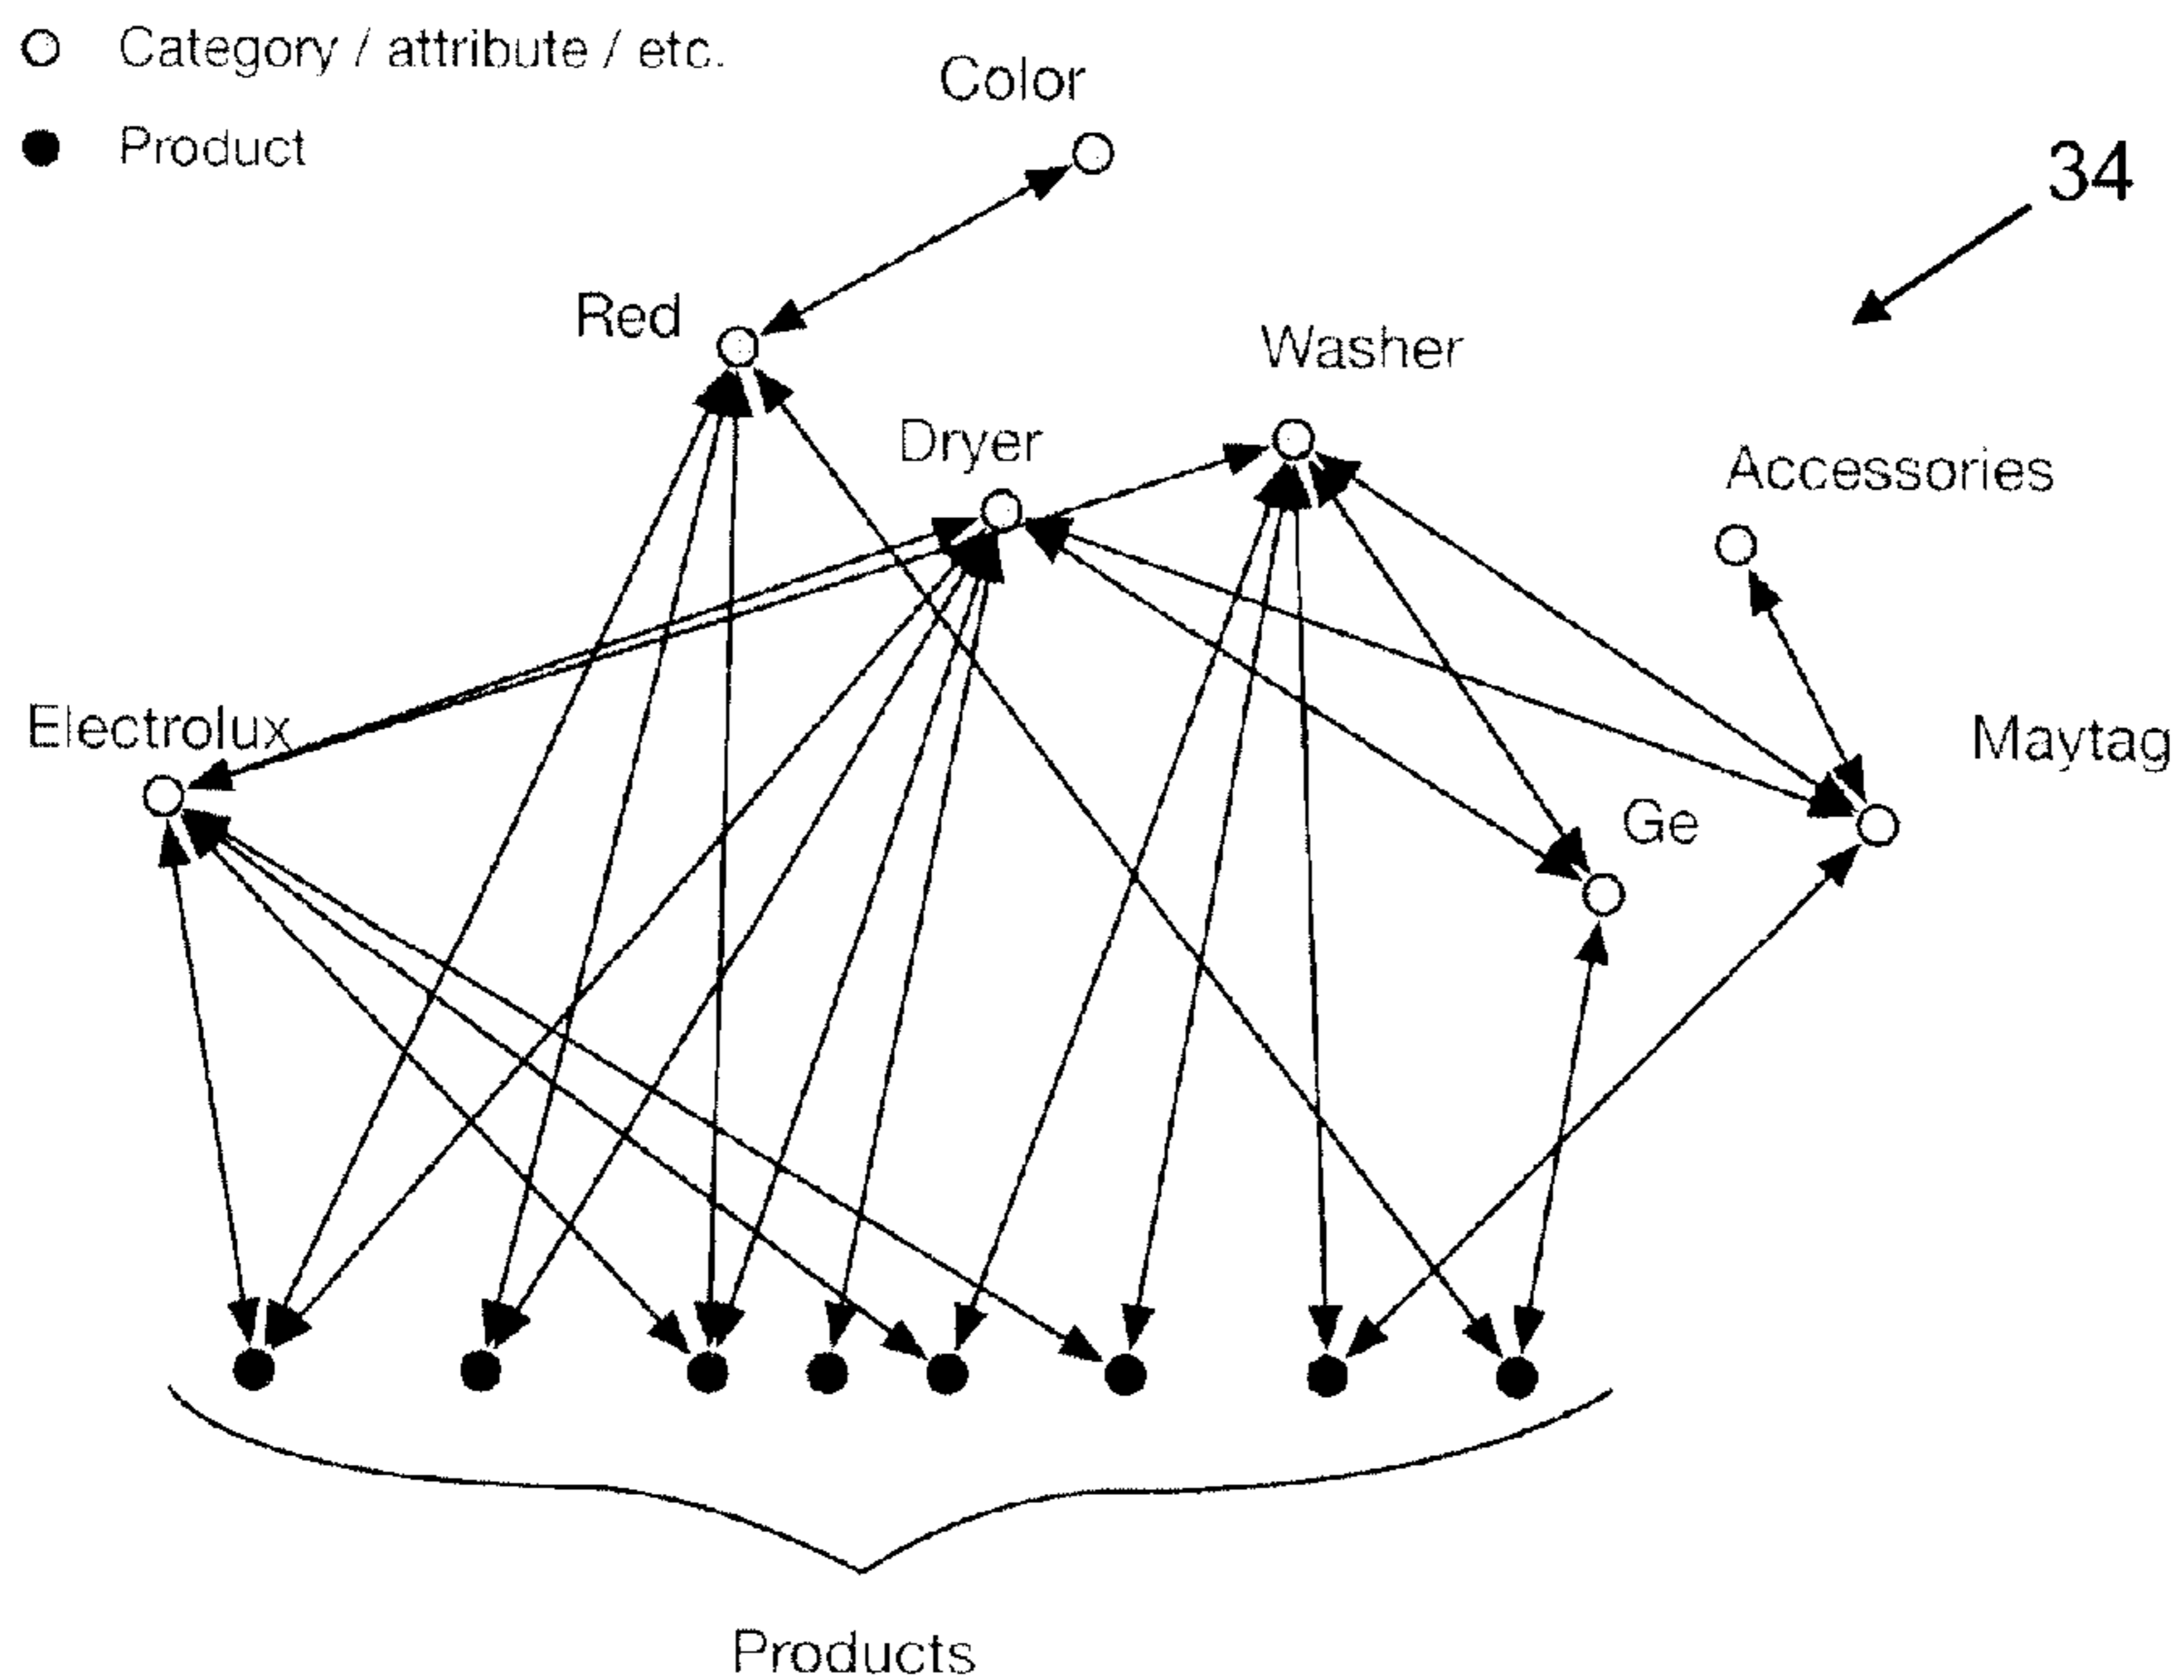 Category / attribute / etc.
Product
Color
34
Red
Washer
Dryer
Accessories
Electrolux
Maytag
Ge
Products